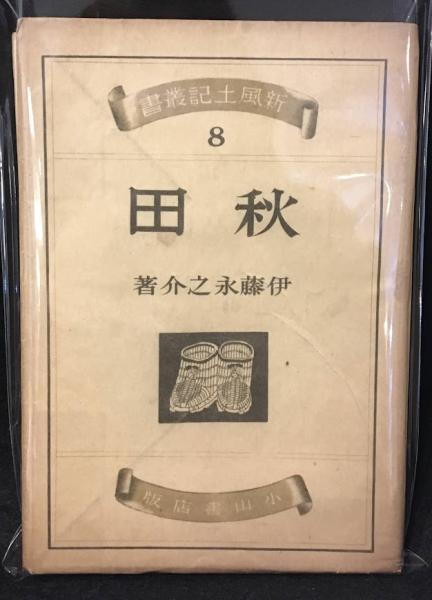 新風土記叢書
8
秋田
伊藤永之介著
小山書店版